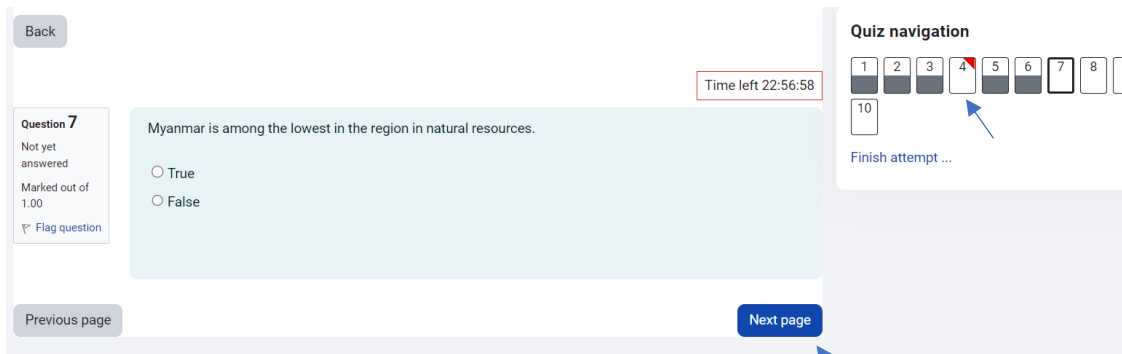 Back
Quiz navigation
1 2 3 4 5 6 7 8
10
Time left 22:56:58
Finish attempt ...
Question 7
Not yet
answered
Marked out of
1.00
Flag question
Myanmar is among the lowest in the region in natural resources.
True
False
Previous page
Next page